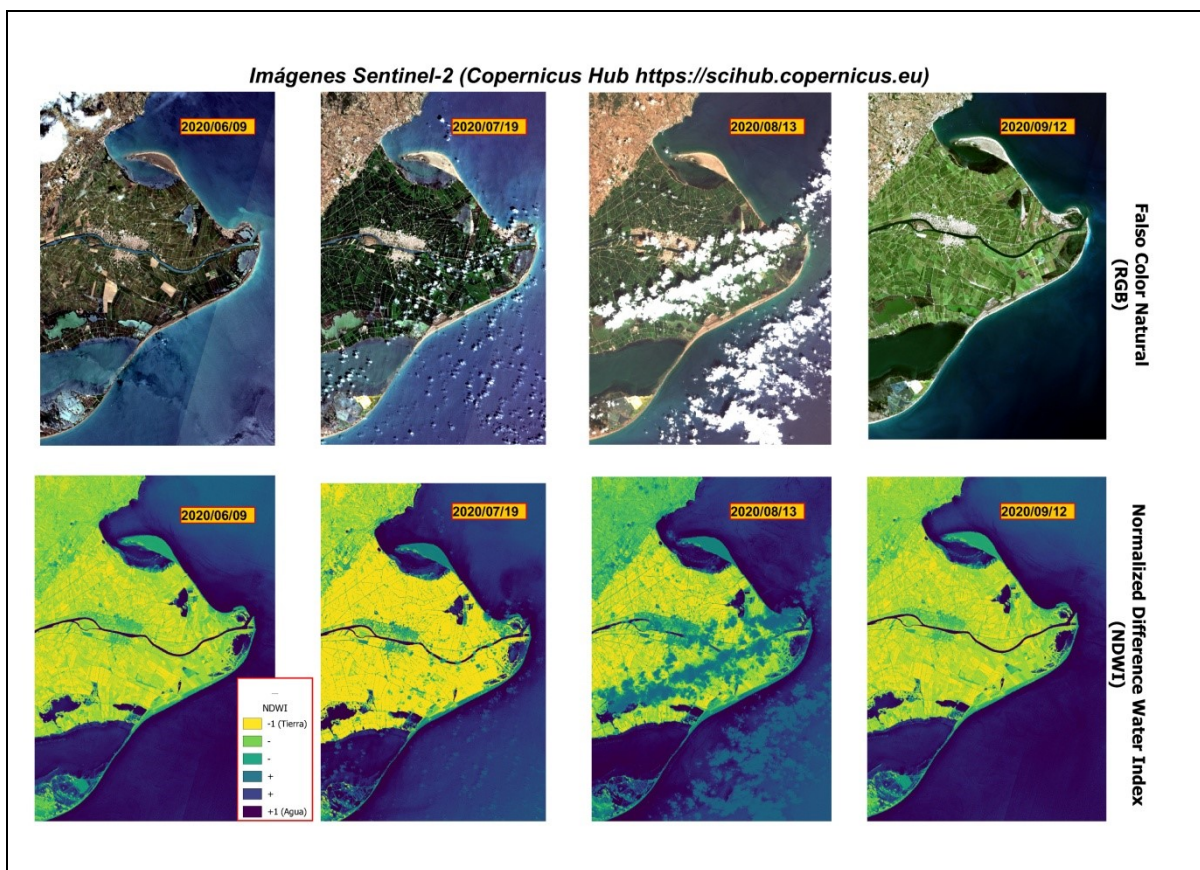 Imágenes Sentinel-2 (Copernicus Hub https://scihub.copernicus.eu)
2020/06/09
2020/07/19
2020/08/13
2020/09/12
Falso Color Natural
(RGB)
2020/06/09
2020/07/19
2020/08/13
2020/09/12
Normalized Difference Water Index
(NDWI)
NDWI
-1 (Tierra)
-
-
+
+
+1 (Agua)